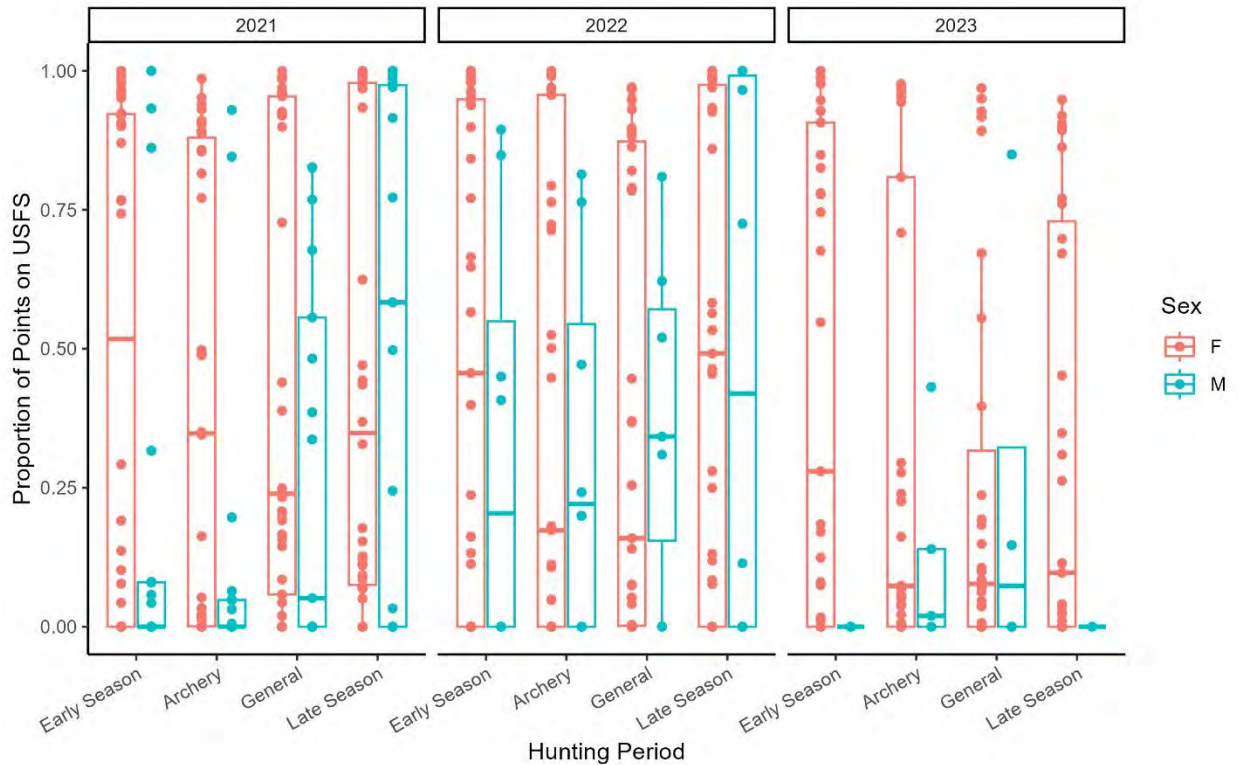 2021 2022 2023
1.00
0.75
0.50
0.25
0.00
Proportion of Points on USFS
Early Season Archery General Late Season Early Season Archery General Late Season Early Season Archery General Late Season
Hunting Period
Sex
F
M